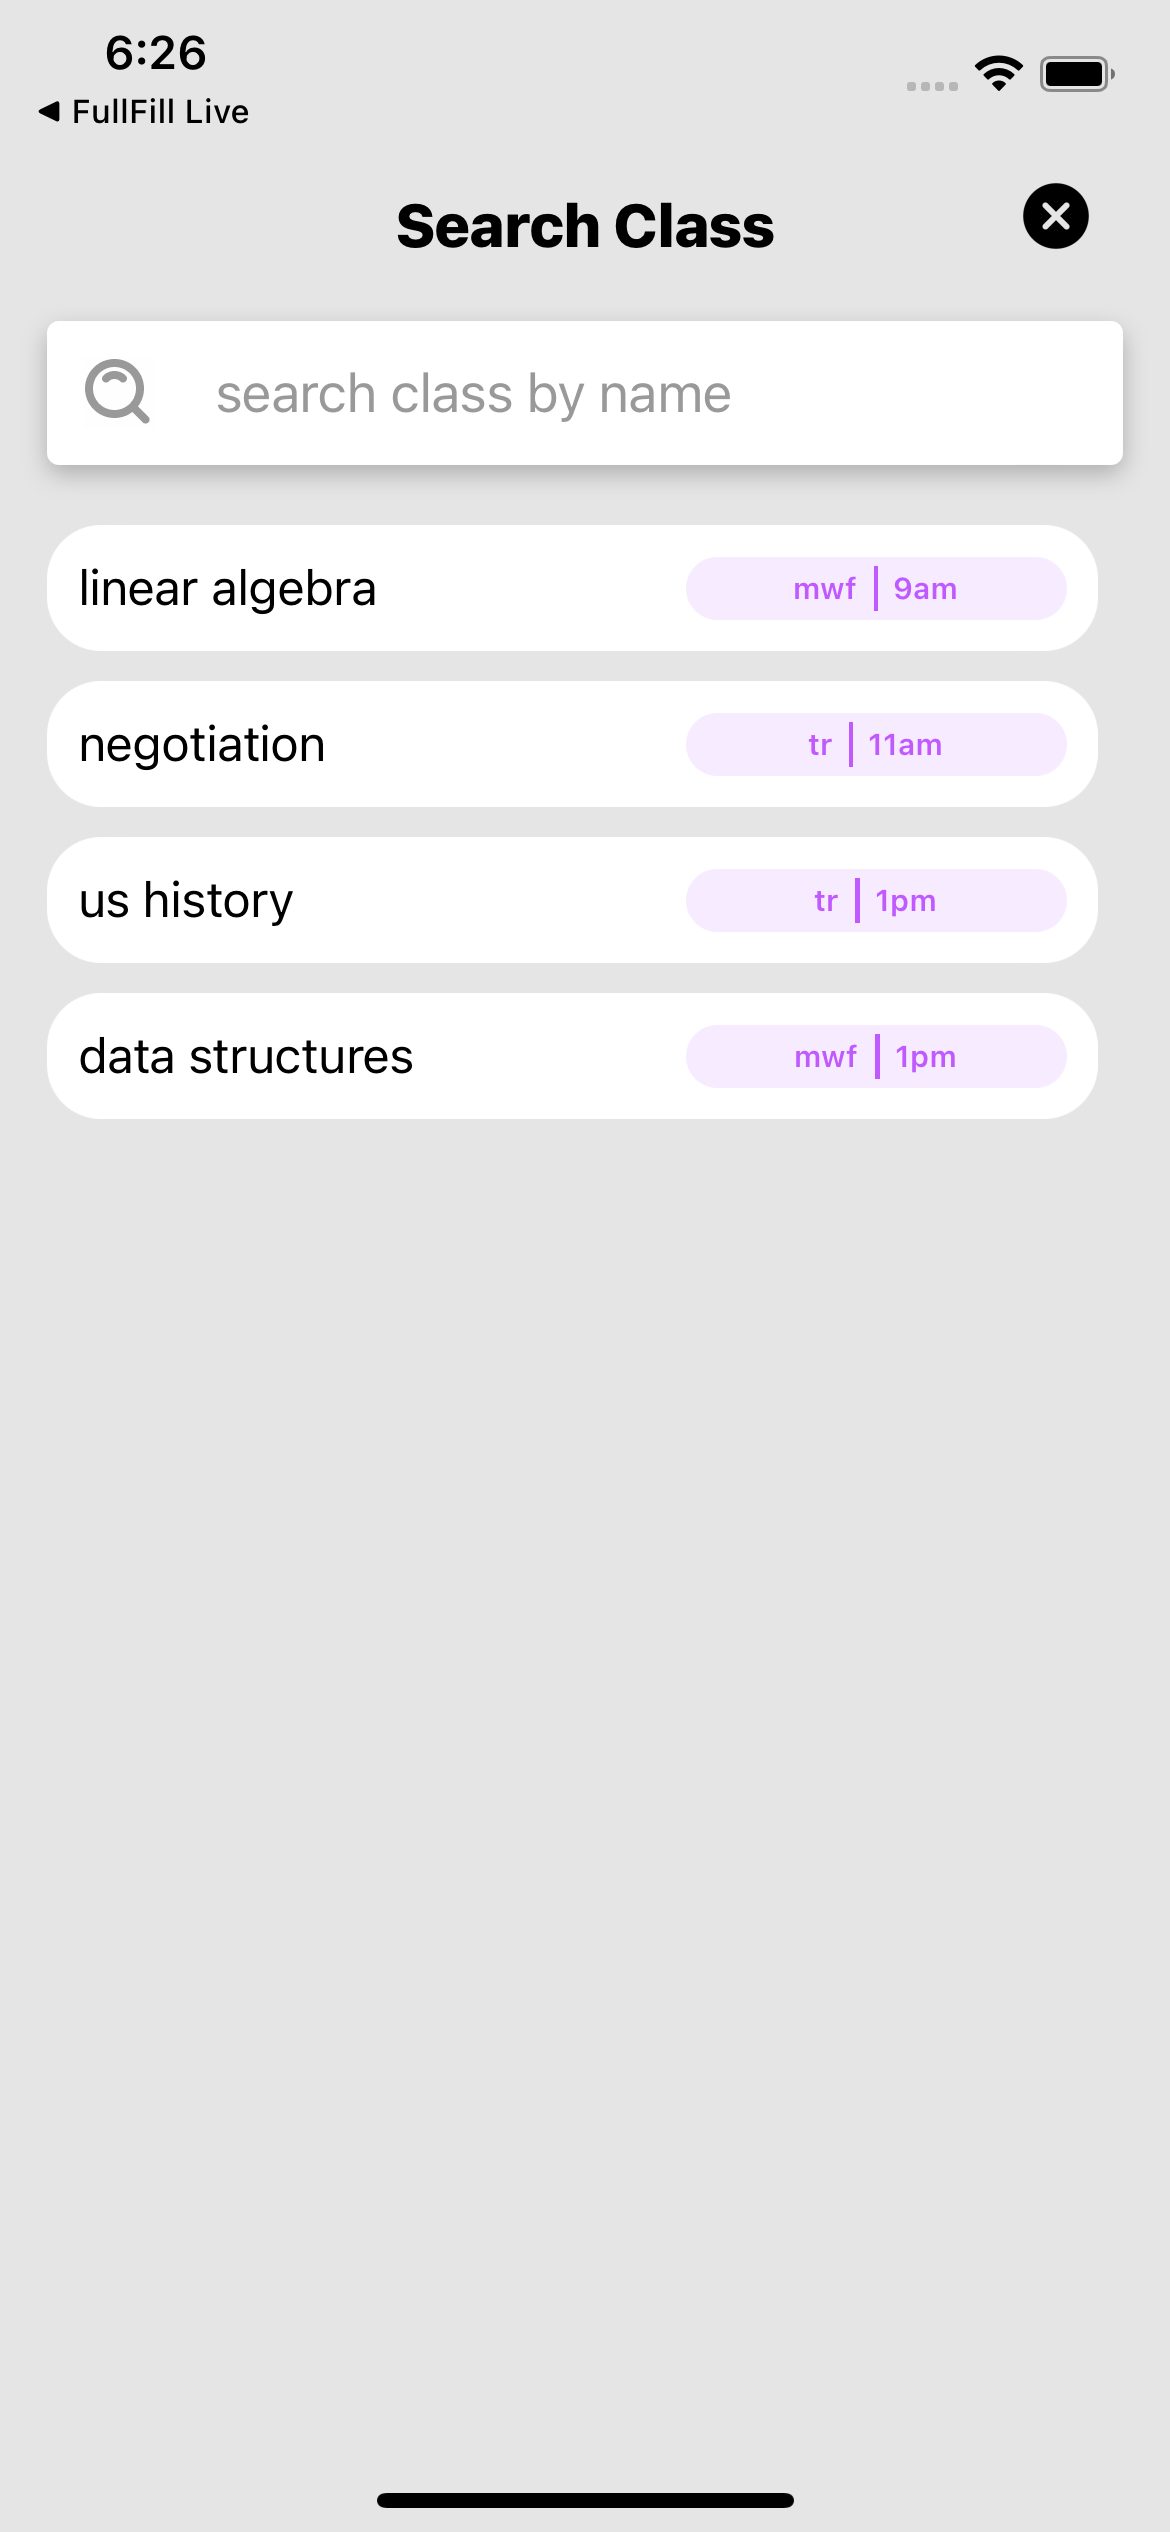 6:26
FullFill Live
Search Class
search class by name
linear algebra mwf 9am
negotiation tr 11am
us history tr 1pm
data structures mwf 1pm